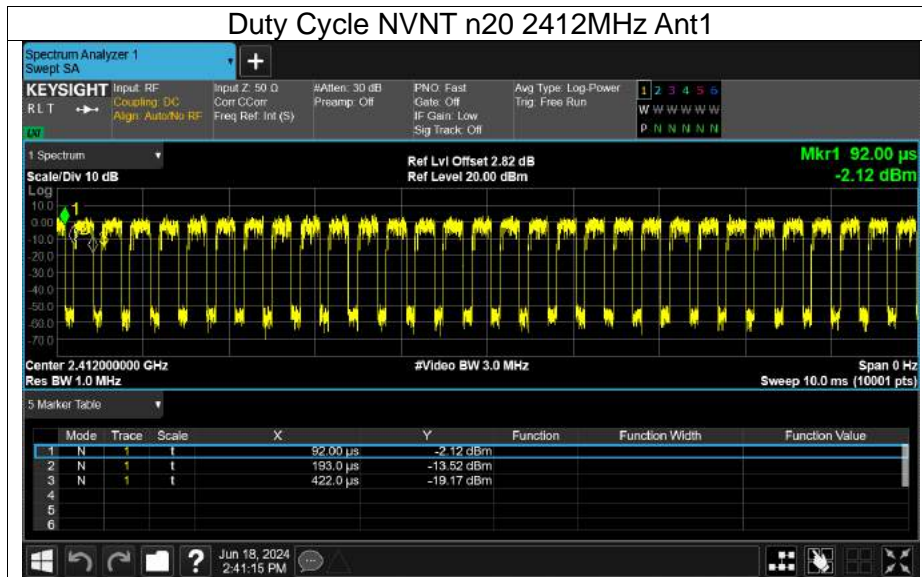 Duty Cycle NVNT n20 2412MHz Ant1
Spectrum Analyzer 1
Swept SA
+
KEYSIGHT Input: RF Input Z: 50 Ω #Atten: 30 dB PNO: Fast Avg Type: Log-Power 1 2 3 4 5 6
RLT Coupling: DC Corr CCorr Preamp: Off Gate: Off Trig: Free Run W W W W W W
Align: Auto/No RF Freq Ref: Int (S) IF Gain: Low
Sig Track: Off P N N N N N
1 Spectrum Ref Lvl Offset 2.82 dB Mkr1 92.00 µs
Scale/Div 10 dB Ref Level 20.00 dBm -2.12 dBm
Log
10.0
0.00
-10.0
-20.0
-30.0
-40.0
-50.0
-60.0
-70.0
1
Center 2.412000000 GHz #Video BW 3.0 MHz Span 0 Hz
Res BW 1.0 MHz Sweep 10.0 ms (10001 pts)
5 Marker Table
Mode Trace Scale X Y Function Function Width Function Value
1 N 1 t 92.00 µs -2.12 dBm
2 N 1 t 193.0 µs -13.52 dBm
3 N 1 t 422.0 µs -19.17 dBm
4
5
6
? Jun 18, 2024
2:41:15 PM